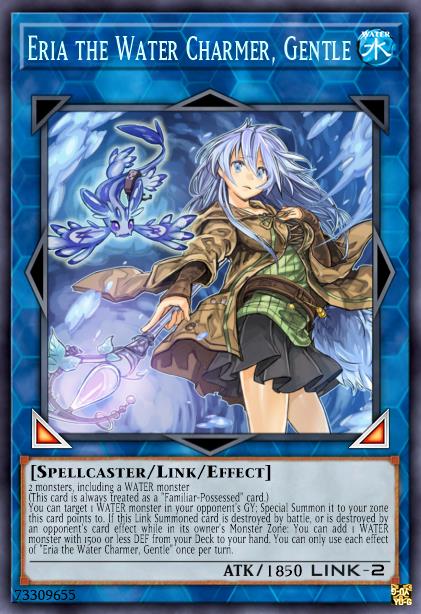 ERIA THE WATER CHARMER, GENTLE
WATER
水
[SPELLCASTER/LINK/EFFECT]
2 monsters, including a WATER monster
(This card is always treated as a "Familiar-Possessed" card.)
You can target 1 WATER monster in your opponent's GY; Special Summon it to your zone
this card points to. If this Link Summoned card is destroyed by battle, or is destroyed by
an opponent's card effect while in its owner's Monster Zone: You can add 1 WATER
monster with 1500 or less DEF from your Deck to your hand. You can only use each effect
of "Eria the Water Charmer, Gentle" once per turn.
ATK/1850 LINK-2
73309655